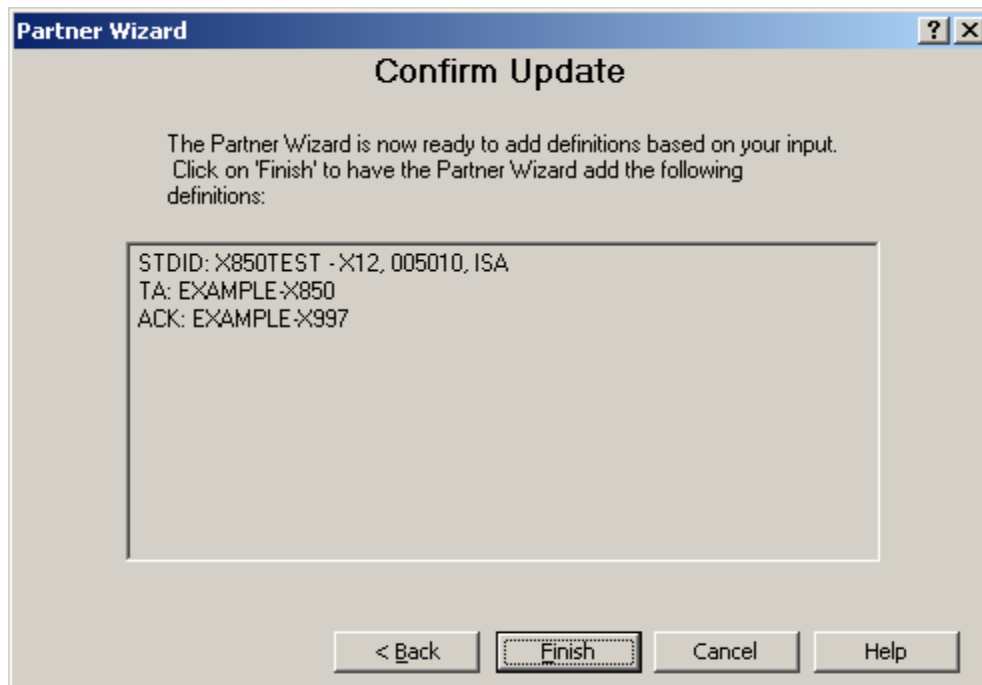 Partner Wizard
Confirm Update
The Partner Wizard is now ready to add definitions based on your input.
Click on 'Finish' to have the Partner Wizard add the following
definitions:
STDID: X850TEST - X12, 005010, ISA
TA: EXAMPLE-X850
ACK: EXAMPLE-X997
< Back
Finish
Cancel
Help